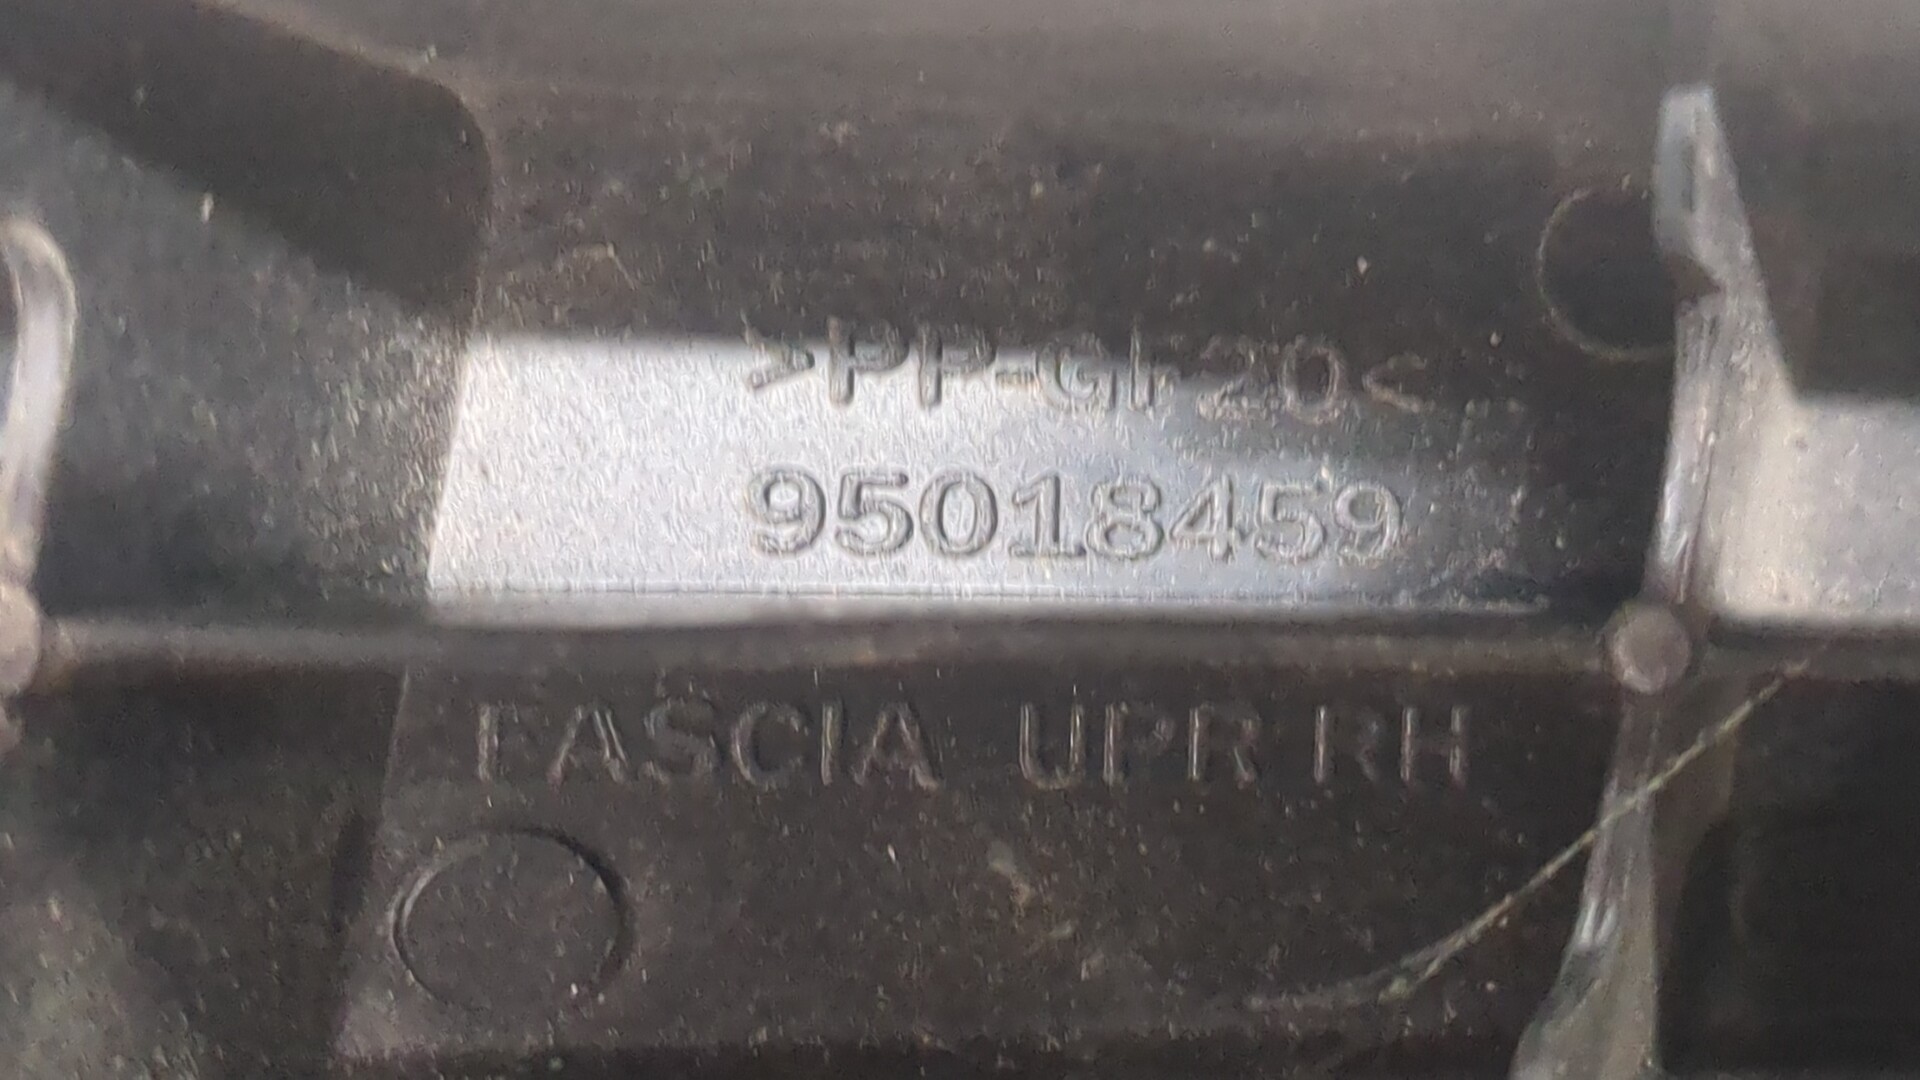 >PP-GF20<
95018459
FASCIA UPR RH